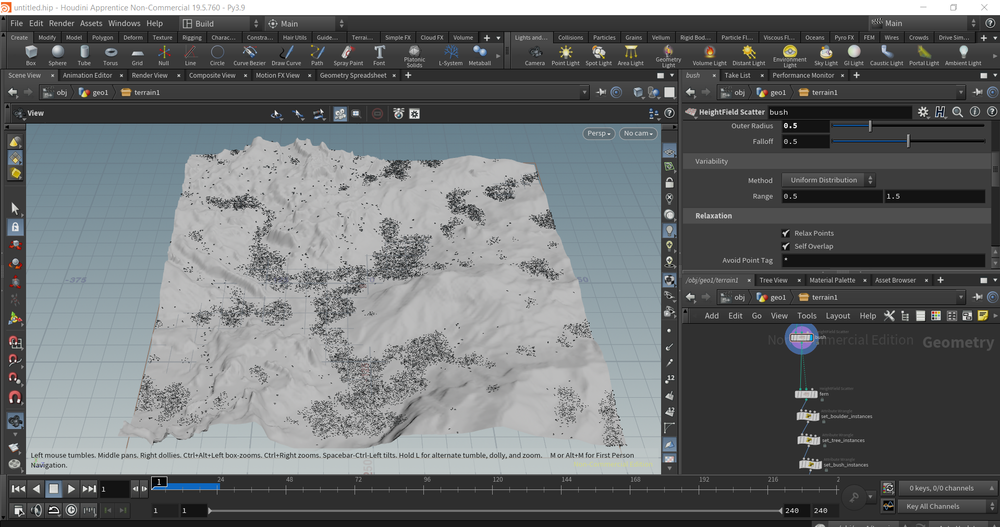 untitled.hip - Houdini Apprentice Non-Commercial 19.5.760 - Py3.9
File Edit Render Assets Windows Help Build Main Main
Create Modify Model Polygon Deform Texture Rigging Charac... Constra... Hair Utils Guide... Terrai... Simple FX Cloud FX Volume
Lights and... Collisions Particles Grains Vellum Rigid Bod... Particle Fl... Viscous Fl... Oceans Pyro FX FEM Wires Crowds Drive Sim...
Box Sphere Tube Torus Grid Null Line Circle Curve Bezier Draw Curve Path Spray Paint Font Platonic Solids L-System Metaball
Camera Point Light Spot Light Area Light Geometry Light Volume Light Distant Light Environment Light Sky Light GI Light Caustic Light Portal Light Ambient Light
Scene View Animation Editor Render View Composite View Motion FX View Geometry Spreadsheet
bush Take List Performance Monitor
obj geo1 terrain1
obj geo1 terrain1
View
HeightField Scatter bush
Persp No cam
Outer Radius 0.5
Falloff 0.5
Variability
Method Uniform Distribution
Range 0.5 1.5
Relaxation
Relax Points
Self Overlap
Avoid Point Tag *
-375
/obj/geo1/terrain1 Tree View Material Palette Asset Browser
obj geo1 terrain1
Add Edit Go View Tools Layout Help
Non-Commercial Edition
Geometry
HeightField Scatter
bush
HeightField Scatter
fern
Attribute Wrangle
set_boulder_instances
Attribute Wrangle
set_tree_instances
Attribute Wrangle
set_bush_instances
12
12
Left mouse tumbles. Middle pans. Right dollies. Ctrl+Alt+Left box-zooms. Ctrl+Right zooms. Spacebar-Ctrl-Left tilts. Hold L for alternate tumble, dolly, and zoom. M or Alt+M for First Person
Navigation.
Non-Commercial Edition
250
1 1 24 48 72 96 120 144 168 192 216 2
0 keys, 0/0 channels
1 1 240 240
Key All Channels